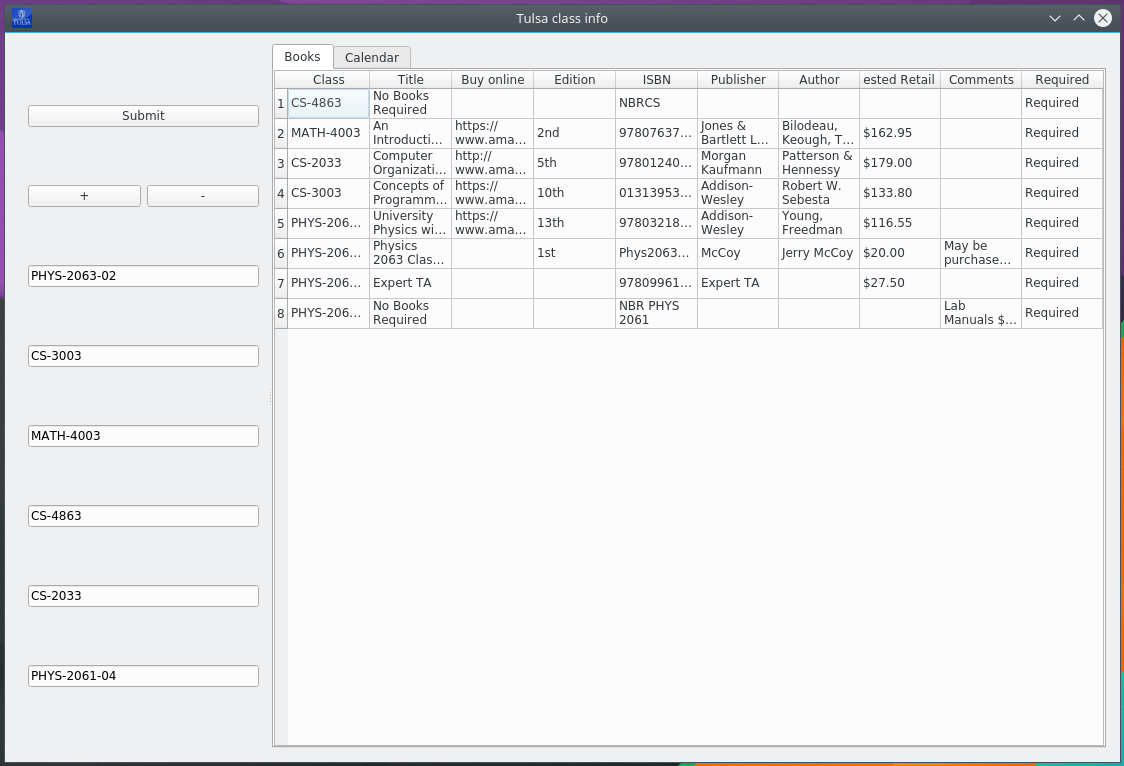 TULSA
Tulsa class info
Submit
+ -
PHYS-2063-02
CS-3003
MATH-4003
CS-4863
CS-2033
PHYS-2061-04
Books Calendar
Class Title Buy online Edition ISBN Publisher Author ested Retail Comments Required
1 CS-4863 No Books Required NBRCS Required
2 MATH-4003 An Introducti... https://www.ama... 2nd 97807637... Jones & Bartlett L... Bilodeau, Keough, T... $162.95 Required
3 CS-2033 Computer Organizati... http://www.ama... 5th 97801240... Morgan Kaufmann Patterson & Hennessy $179.00 Required
4 CS-3003 Concepts of Programm... https://www.ama... 10th 01313953... Addison-Wesley Robert W. Sebesta $133.80 Required
5 PHYS-206... University Physics wi... https://www.ama... 13th 97803218... Addison-Wesley Young, Freedman $116.55 Required
6 PHYS-206... Physics 2063 Clas... 1st Phys2063... McCoy Jerry McCoy $20.00 May be purchase... Required
7 PHYS-206... Expert TA 97809961... Expert TA $27.50 Required
8 PHYS-206... No Books Required NBR PHYS 2061 Lab Manuals $... Required